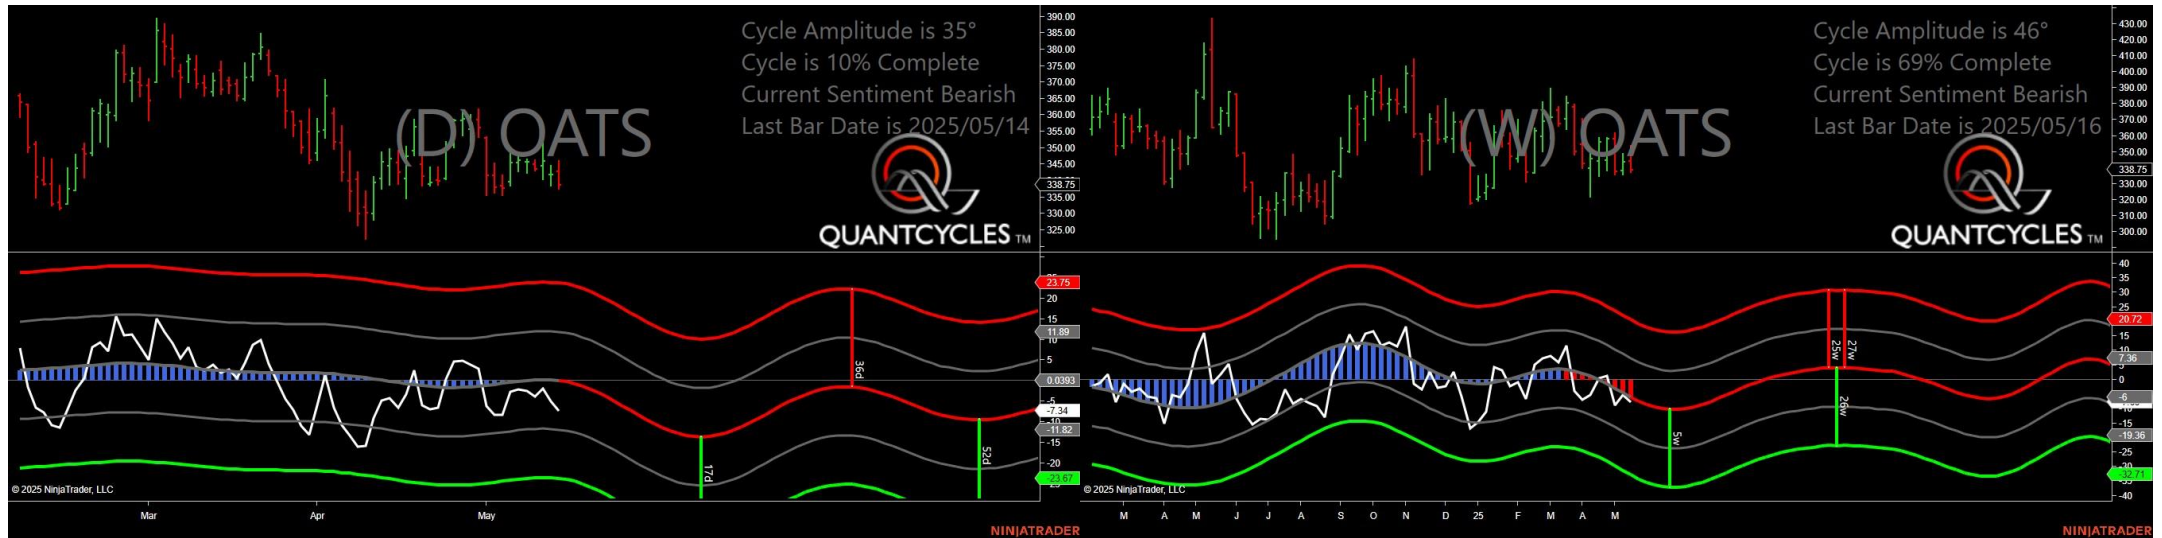 Cycle Amplitude is 35°
Cycle is 10% Complete
Current Sentiment Bearish
Last Bar Date is 2025/05/14
(D) OATS
QUANTCYCLES TM
390.00
385.00
380.00
375.00
370.00
365.00
360.00
355.00
350.00
345.00
338.75
335.00
330.00
325.00
23.75
20
15
11.89
10
5
0.0393
-5
-7.34
-10
-11.82
-15
-20
-23.67
36d
17d
52d
© 2025 NinjaTrader, LLC
Mar
Apr
May
NINJATRADER
Cycle Amplitude is 46°
Cycle is 69% Complete
Current Sentiment Bearish
Last Bar Date is 2025/05/16
(W) OATS
QUANTCYCLES TM
430.00
420.00
410.00
400.00
390.00
380.00
370.00
360.00
350.00
338.75
330.00
320.00
310.00
300.00
40
35
30
25
20.72
15
10
7.36
5
0
-6
-10
-15
-19.36
-25
-32.71
-40
25w
27w
26w
5w
© 2025 NinjaTrader, LLC
M
A
M
J
J
A
S
O
N
D
25
F
M
A
M
NINJATRADER